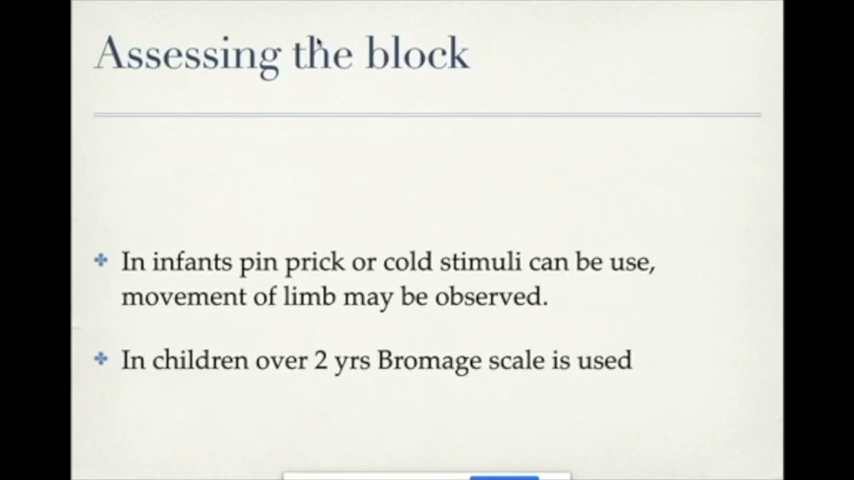 Assessing the block
In infants pin prick or cold stimuli can be use,
movement of limb may be observed.
In children over 2 yrs Bromage scale is used